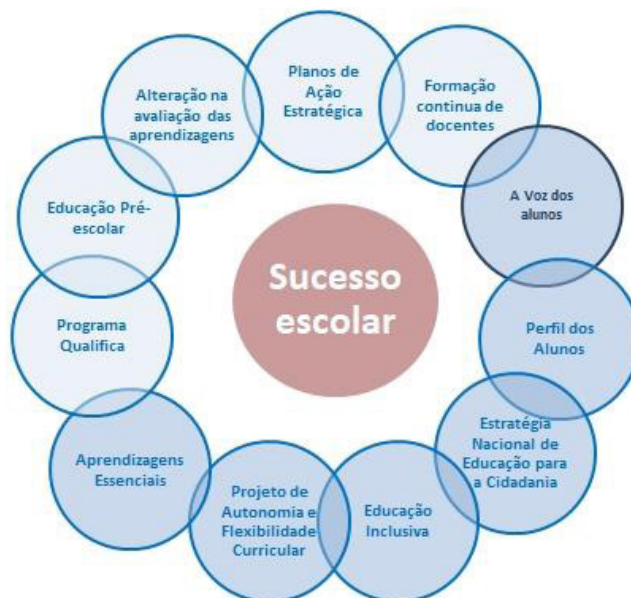 Planos de
Ação
Estratégica
Formação
continua de
docentes
A Voz dos
alunos
Perfil dos
Alunos
Estratégia
Nacional de
Educação para
a Cidadania
Educação
Inclusiva
Projeto de
Autonomia e
Flexibilidade
Curricular
Aprendizagens
Essenciais
Programa
Qualifica
Educação Pré-
escolar
Alteração na
avaliação das
aprendizagens
Sucesso
escolar